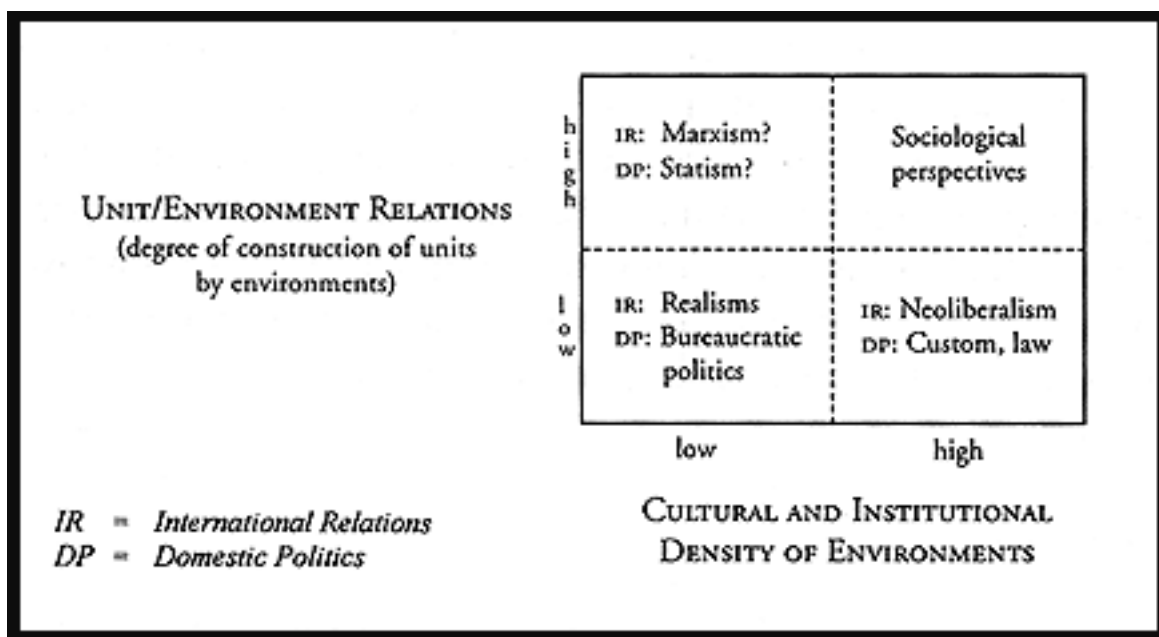 high
IR: Marxism?
DP: Statism?
Sociological
perspectives
UNIT/ENVIRONMENT RELATIONS
(degree of construction of units
by environments)
low
IR: Realisms
DP: Bureaucratic
politics
IR: Neoliberalism
DP: Custom, law
low high
CULTURAL AND INSTITUTIONAL
DENSITY OF ENVIRONMENTS
IR = International Relations
DP = Domestic Politics